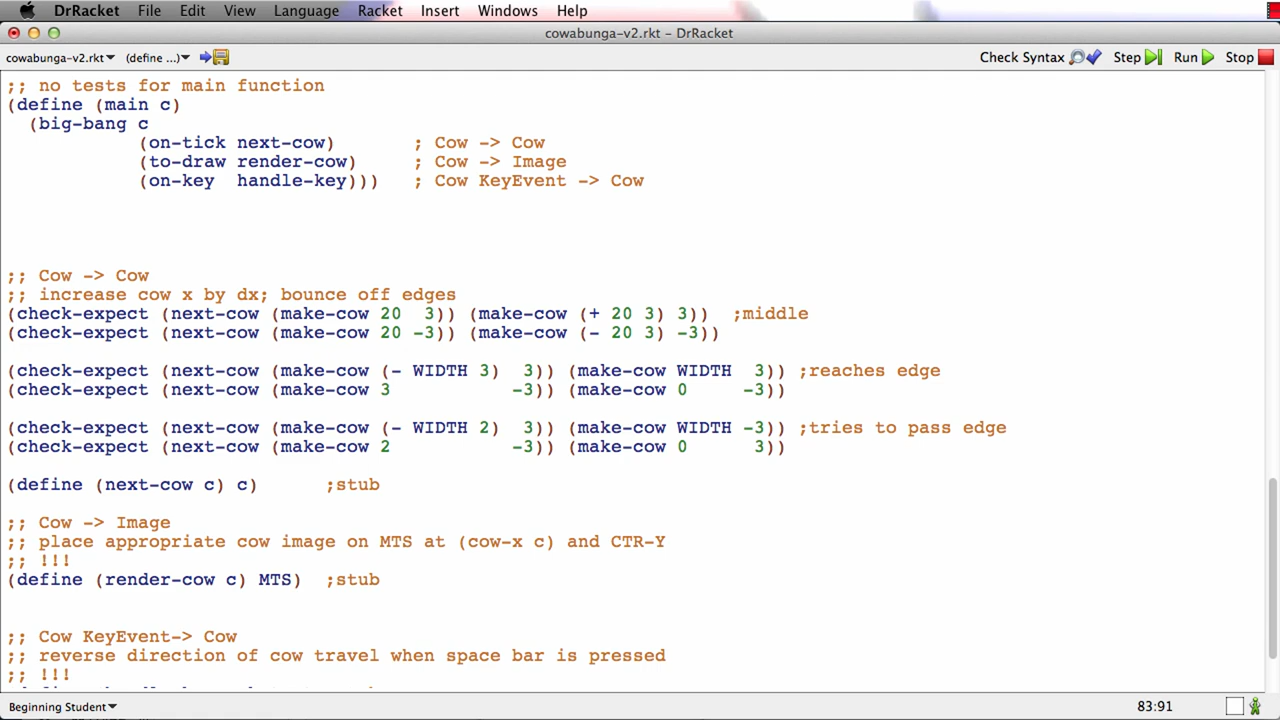 DrRacket File Edit View Language Racket Insert Windows Help
cowabunga-v2.rkt - DrRacket
cowabunga-v2.rkt (define ...) Check Syntax Step Run Stop
;; no tests for main function
(define (main c)
  (big-bang c
            (on-tick next-cow)       ; Cow -> Cow
            (to-draw render-cow)     ; Cow -> Image
            (on-key  handle-key)))   ; Cow KeyEvent -> Cow
;; Cow -> Cow
;; increase cow x by dx; bounce off edges
(check-expect (next-cow (make-cow 20  3)) (make-cow (+ 20 3) 3))  ;middle
(check-expect (next-cow (make-cow 20 -3)) (make-cow (- 20 3) -3))
(check-expect (next-cow (make-cow (- WIDTH 3)  3)) (make-cow WIDTH  3)) ;reaches edge
(check-expect (next-cow (make-cow 3           -3)) (make-cow 0     -3))
(check-expect (next-cow (make-cow (- WIDTH 2)  3)) (make-cow WIDTH -3)) ;tries to pass edge
(check-expect (next-cow (make-cow 2           -3)) (make-cow 0      3))
(define (next-cow c) c)      ;stub
;; Cow -> Image
;; place appropriate cow image on MTS at (cow-x c) and CTR-Y
;; !!!
(define (render-cow c) MTS)  ;stub
;; Cow KeyEvent-> Cow
;; reverse direction of cow travel when space bar is pressed
;; !!!
Beginning Student 83:91